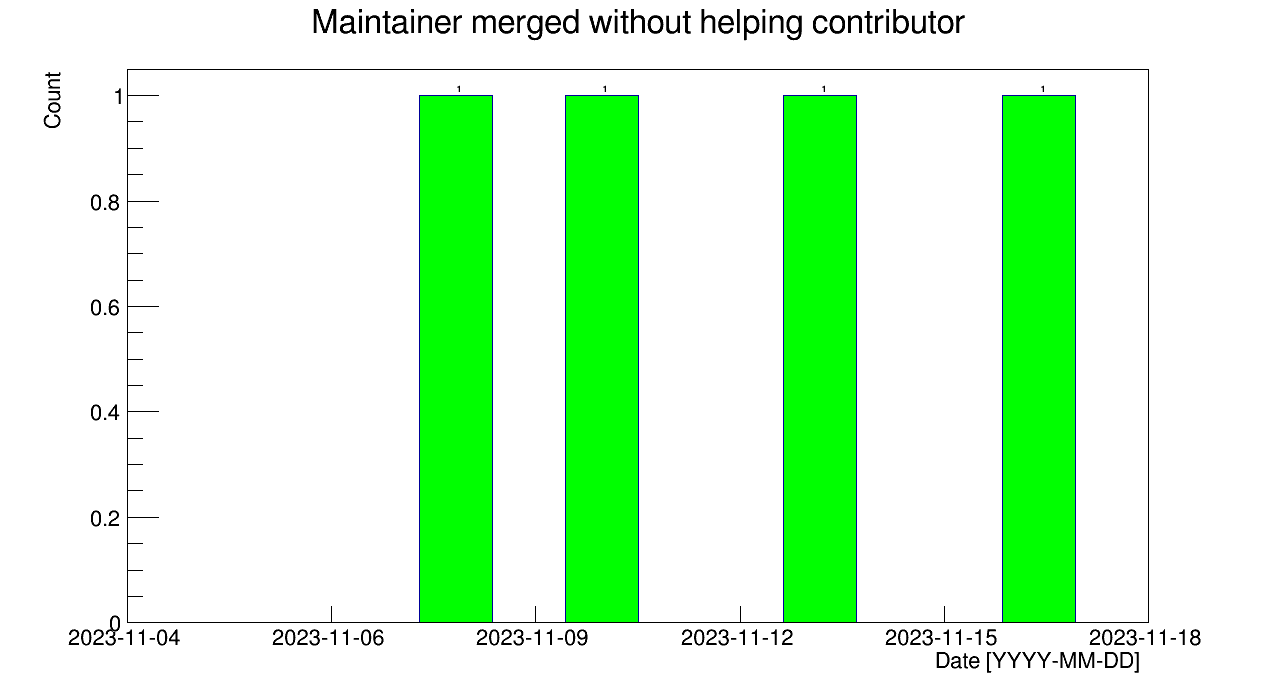 Maintainer merged without helping contributor
Count
1
0.8
0.6
0.4
0.2
0
1 1 1 1
2023-11-04 2023-11-06 2023-11-09 2023-11-12 2023-11-15 2023-11-18
Date [YYYY-MM-DD]